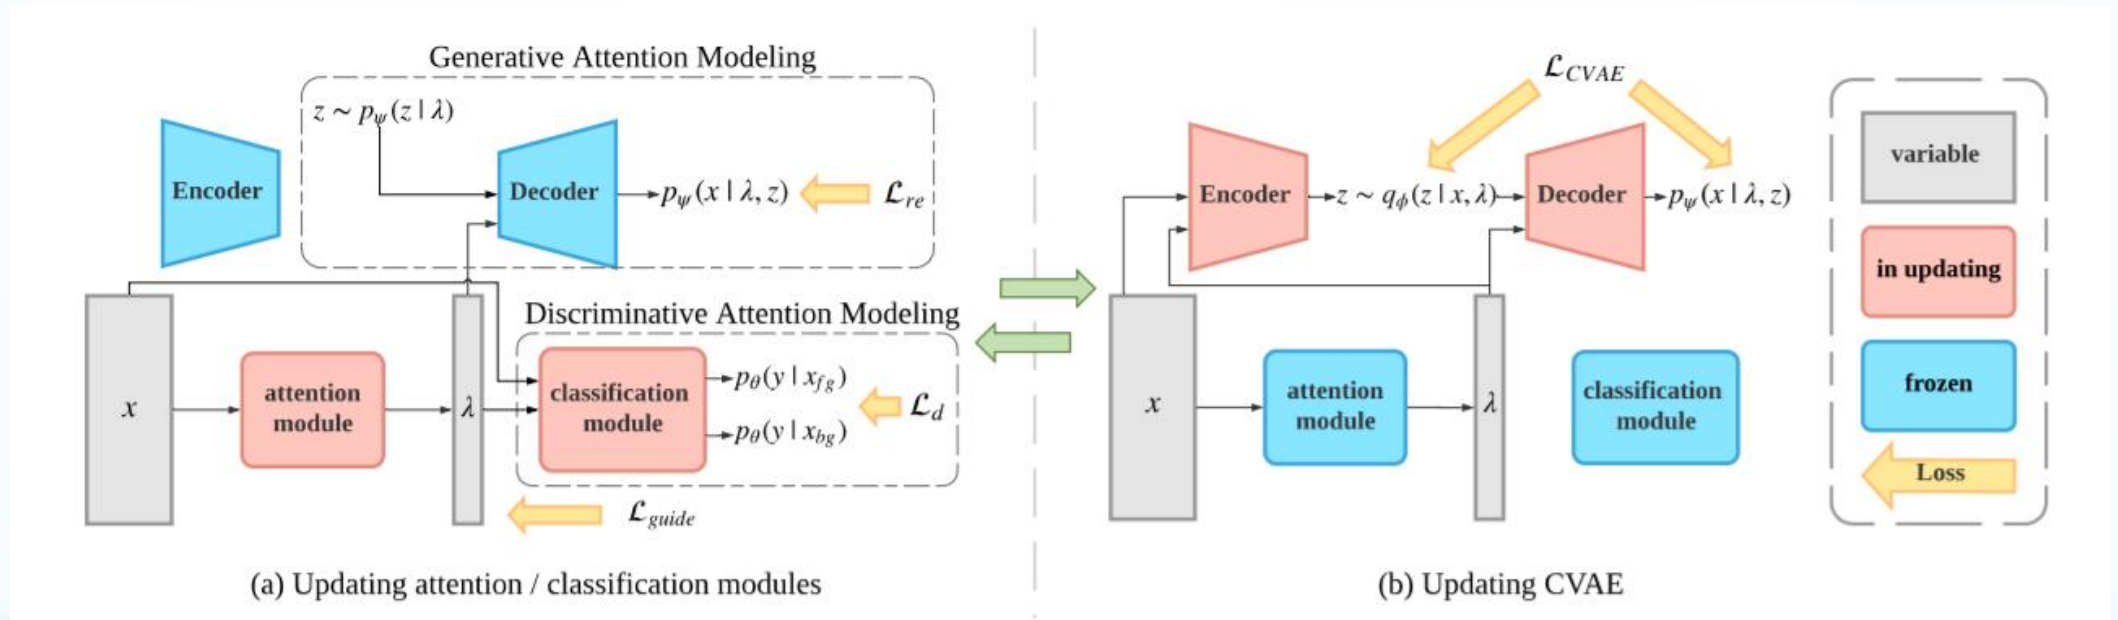 Generative Attention Modeling
z ~ pψ(z | λ)
Encoder
Decoder
pψ(x | λ, z)
ℒre
Discriminative Attention Modeling
x
attention
module
λ
classification
module
pθ(y | xfg)
pθ(y | xbg)
ℒd
ℒguide
(a) Updating attention / classification modules
ℒCVAE
Encoder
z ~ qϕ(z | x, λ)
Decoder
pψ(x | λ, z)
x
attention
module
λ
classification
module
(b) Updating CVAE
variable
in updating
frozen
Loss